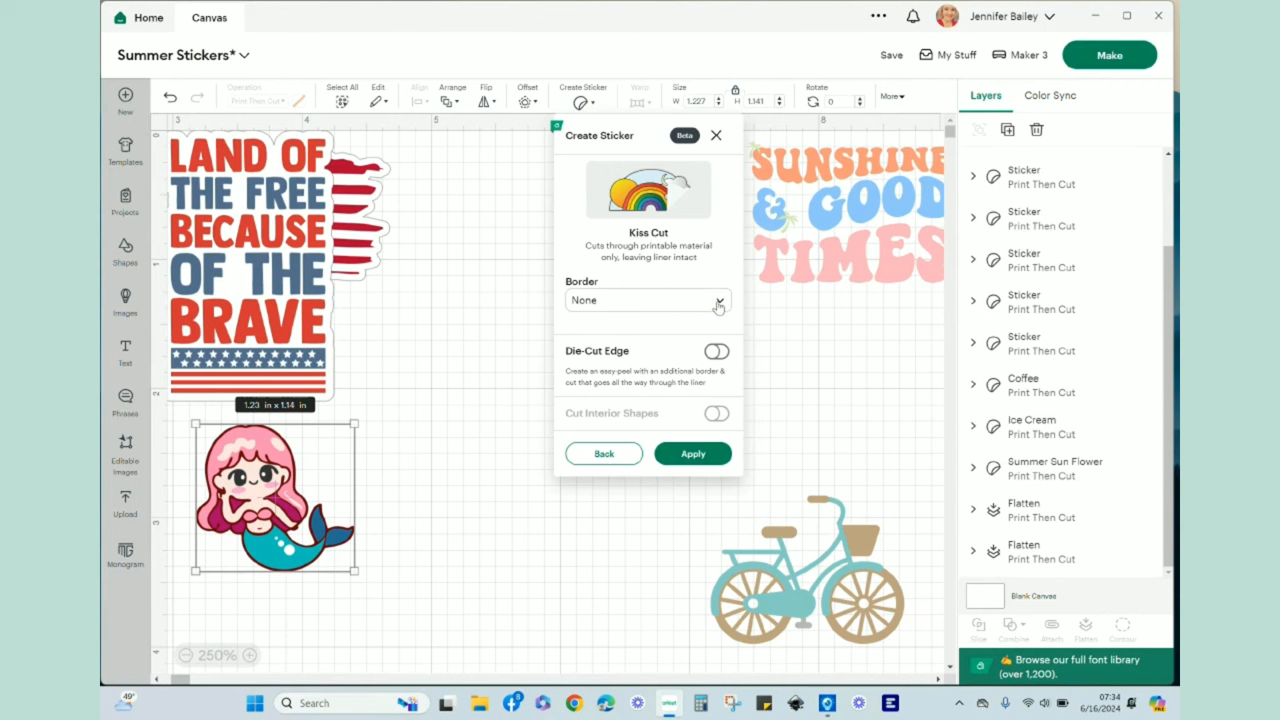 Home
Canvas
Jennifer Bailey
Summer Stickers*
Save
My Stuff
Maker 3
Make
Operation
Print Then Cut
Select All
Edit
Align
Arrange
Flip
Offset
Create Sticker
Warp
Size
W 1.227
H 1.141
Rotate
0
More
Layers
Color Sync
New
Templates
Projects
Shapes
Images
Text
Phrases
Editable
Images
Upload
Monogram
3
4
5
8
0
1
2
3
4
LAND OF
THE FREE
BECAUSE
OF THE
BRAVE
1.23 in x 1.14 in
250%
Create Sticker
Beta
Kiss Cut
Cuts through printable material
only, leaving liner intact
Border
None
Die-Cut Edge
Create an easy-peel with an additional border &
cut that goes all the way through the liner
Cut Interior Shapes
Back
Apply
SUNSHINE
& GOOD
TIMES
Sticker
Print Then Cut
Sticker
Print Then Cut
Sticker
Print Then Cut
Sticker
Print Then Cut
Sticker
Print Then Cut
Coffee
Print Then Cut
Ice Cream
Print Then Cut
Summer Sun Flower
Print Then Cut
Flatten
Print Then Cut
Flatten
Print Then Cut
Blank Canvas
Slice
Combine
Attach
Flatten
Contour
Browse our full font library
(over 1,200).
49°
Search
07:34
6/16/2024